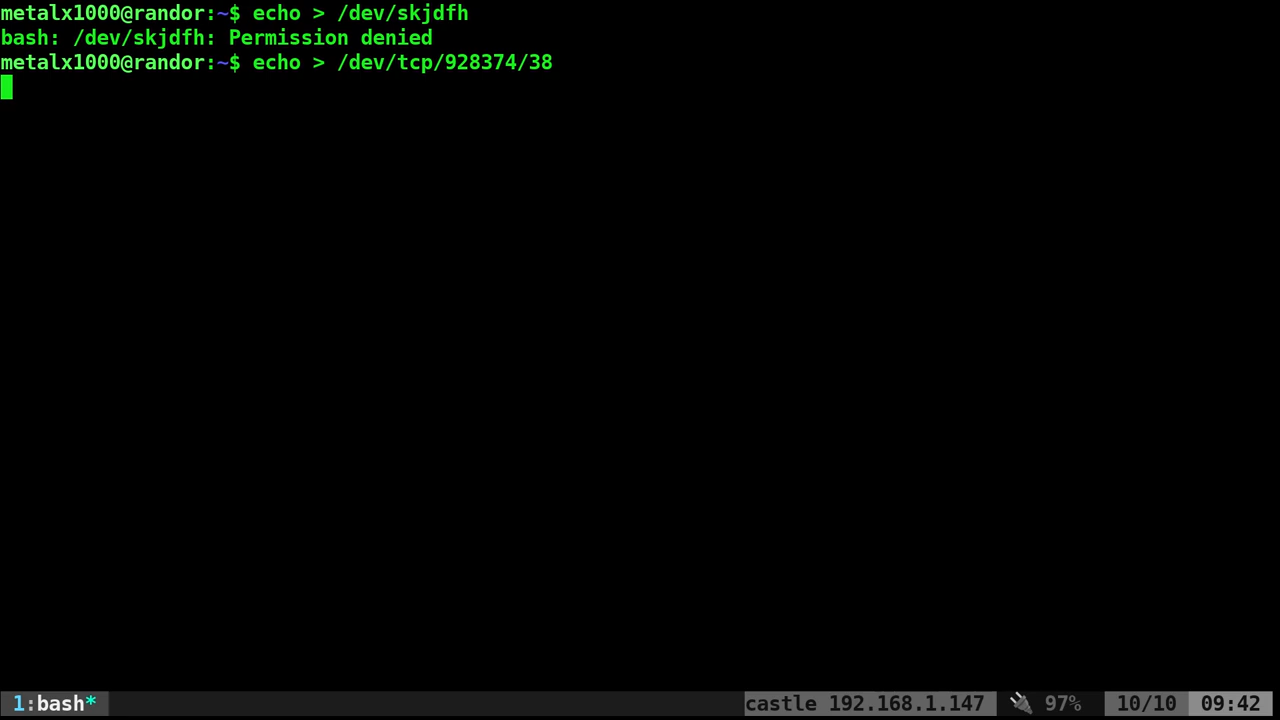 metalx1000@randor:~$ echo > /dev/skjdfh
bash: /dev/skjdfh: Permission denied
metalx1000@randor:~$ echo > /dev/tcp/928374/38
1:bash* castle 192.168.1.147 97% 10/10 09:42